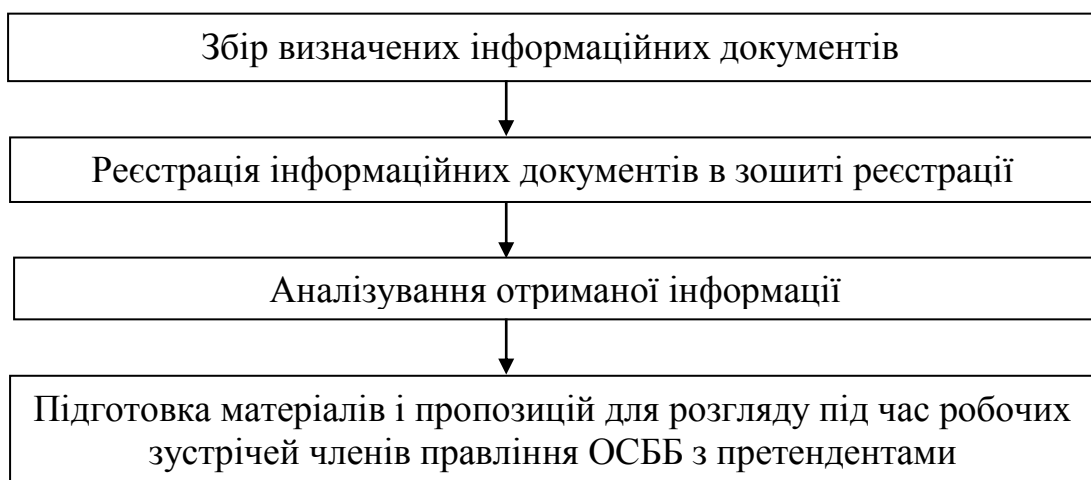 Збір визначених інформаційних документів
Реєстрація інформаційних документів в зошиті реєстрації
Аналізування отриманої інформації
Підготовка матеріалів і пропозицій для розгляду під час робочих
зустрічей членів правління ОСББ з претендентами